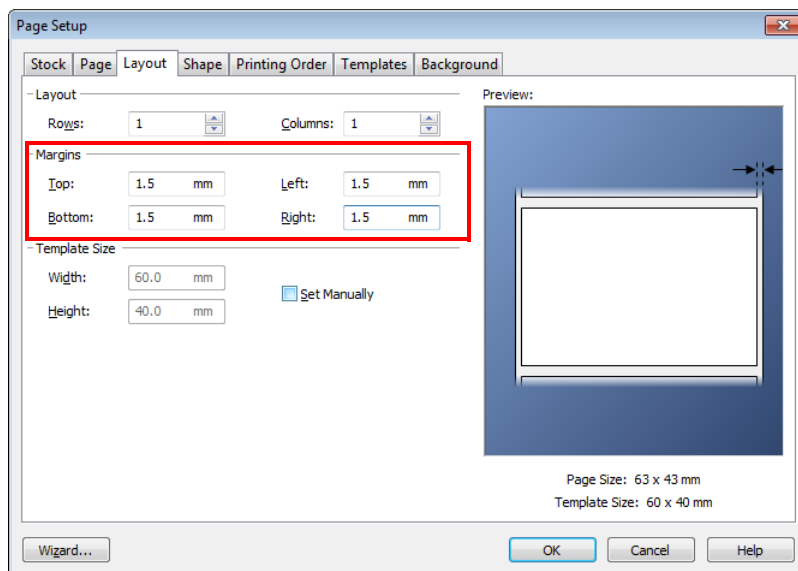 Page Setup
Stock Page Layout Shape Printing Order Templates Background
Layout
Rows: 1 Columns: 1
Margins
Top: 1.5 mm Left: 1.5 mm
Bottom: 1.5 mm Right: 1.5 mm
Template Size
Width: 60.0 mm
Set Manually
Height: 40.0 mm
Preview:
Page Size: 63 x 43 mm
Template Size: 60 x 40 mm
Wizard... OK Cancel Help